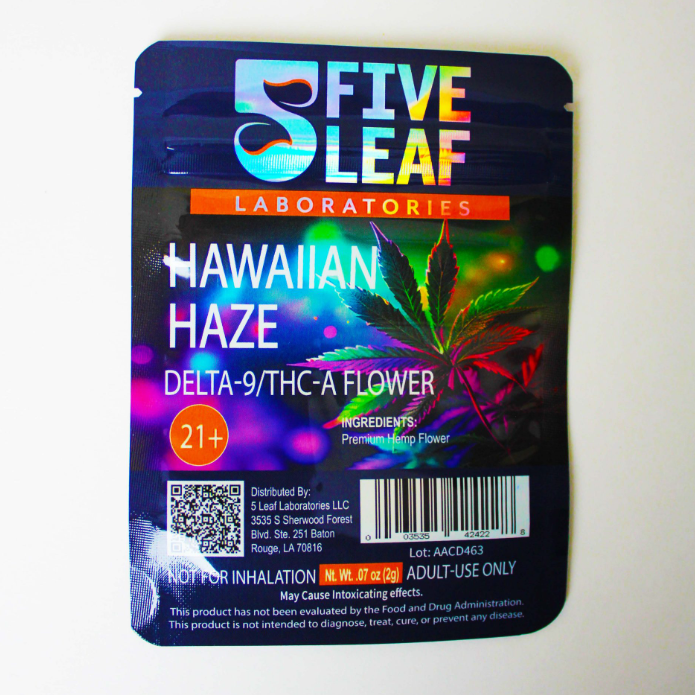 5 FIVE
LEAF
LABORATORIES
HAWAIIAN
HAZE
DELTA-9/THC-A FLOWER
21+
INGREDIENTS:
Premium Hemp Flower
Distributed By:
5 Leaf Laboratories LLC
3535 S Sherwood Forest
Blvd. Ste. 251 Baton
Rouge, LA 70816
0 03535 42422 8
Lot: AACD463
NOT FOR INHALATION Nt. Wt. .07 oz (2g) ADULT-USE ONLY
May Cause Intoxicating effects.
This product has not been evaluated by the Food and Drug Administration.
This product is not intended to diagnose, treat, cure, or prevent any disease.